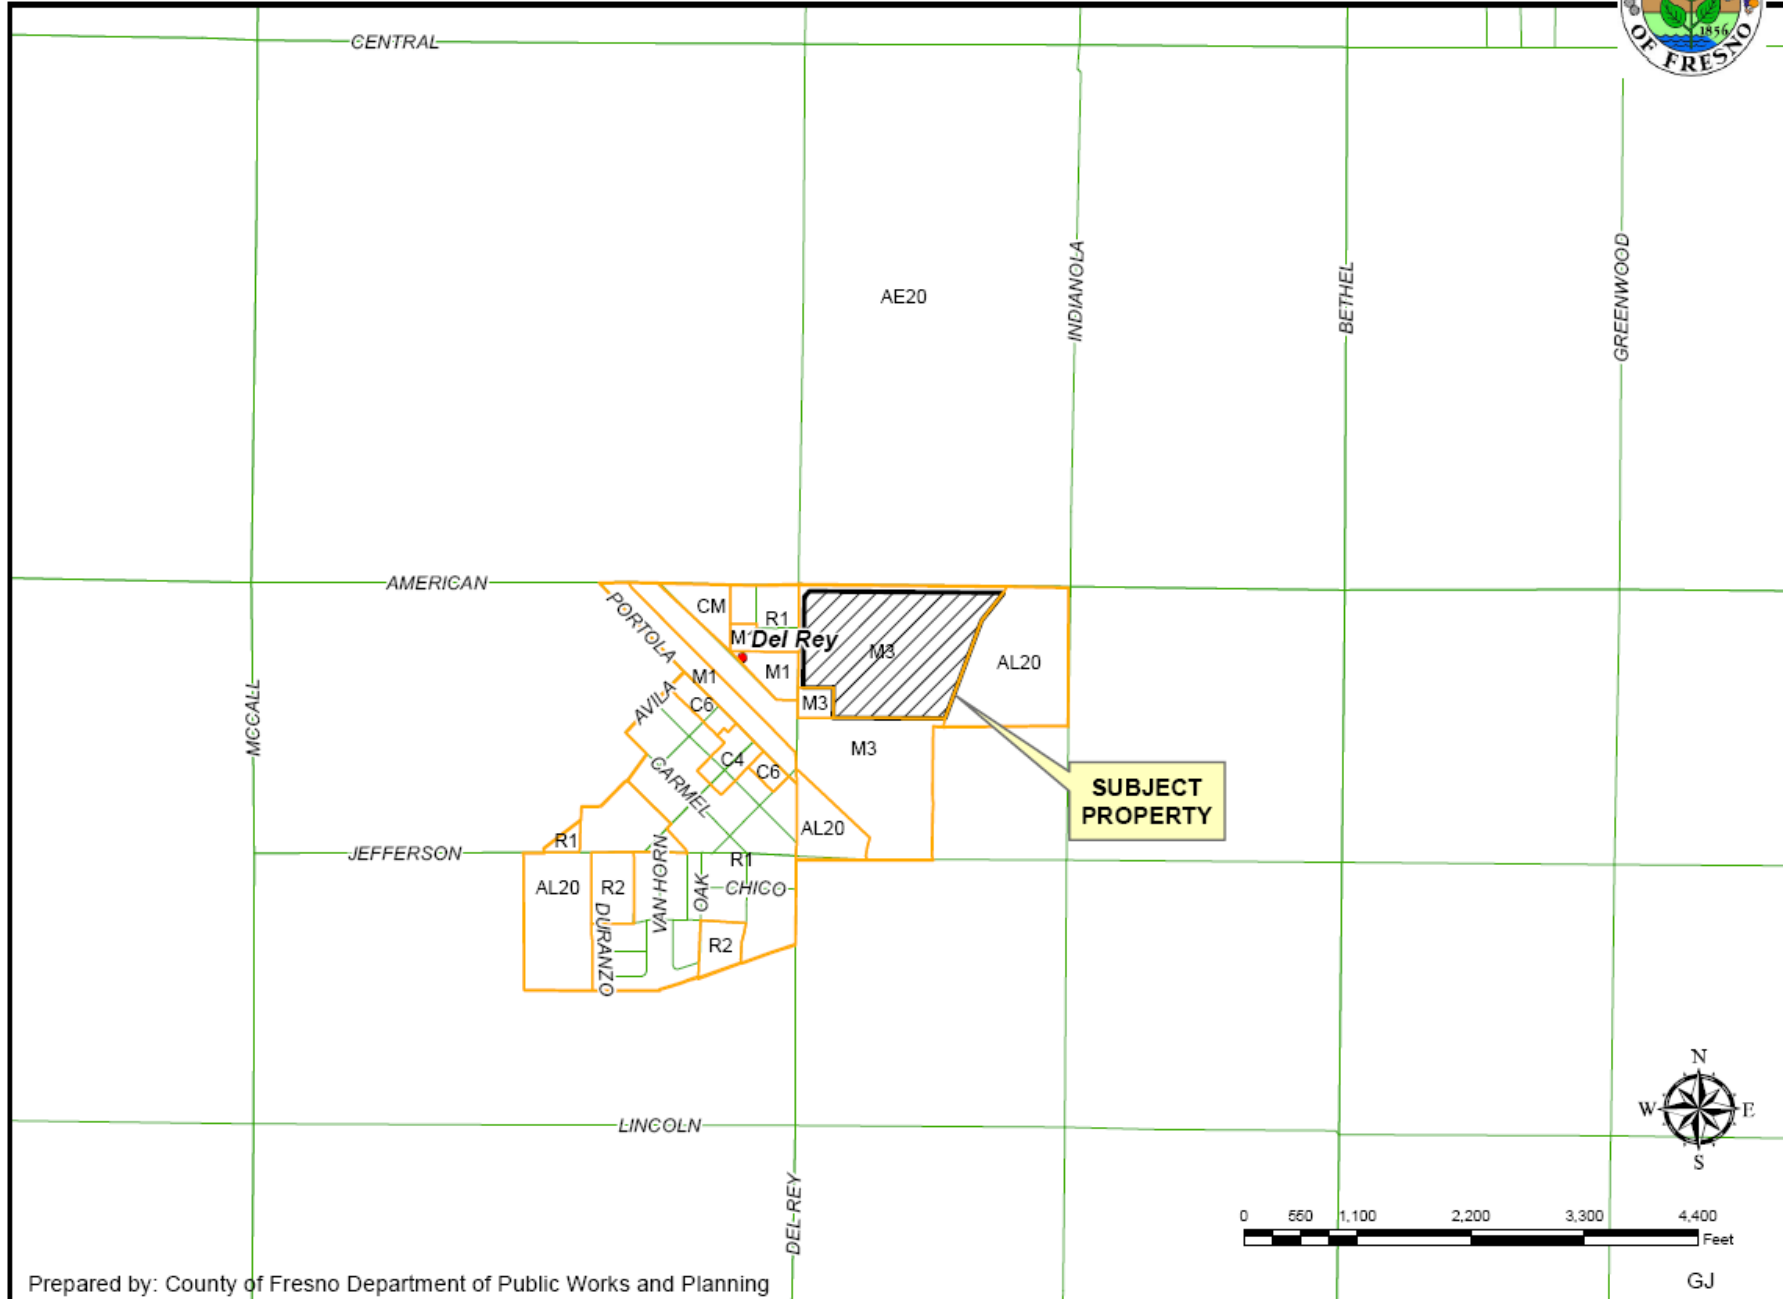 CENTRAL
1856
OF FRESNO
INDIANOLA
BETHEL
GREENWOOD
AE20
AMERICAN
PORTOLA
CM
R1
Del Rey
M3
AL20
M1
M1
M3
MCCALL
AVILA
C6
M3
C4
C6
CARMEL
SUBJECT
PROPERTY
AL20
R1
JEFFERSON
R1
VAN HORN
OAK
CHICO
AL20
R2
DURANZO
R2
LINCOLN
DEL REY
N
W
E
S
0 550 1,100 2,200 3,300 4,400
Feet
Prepared by: County of Fresno Department of Public Works and Planning
GJ